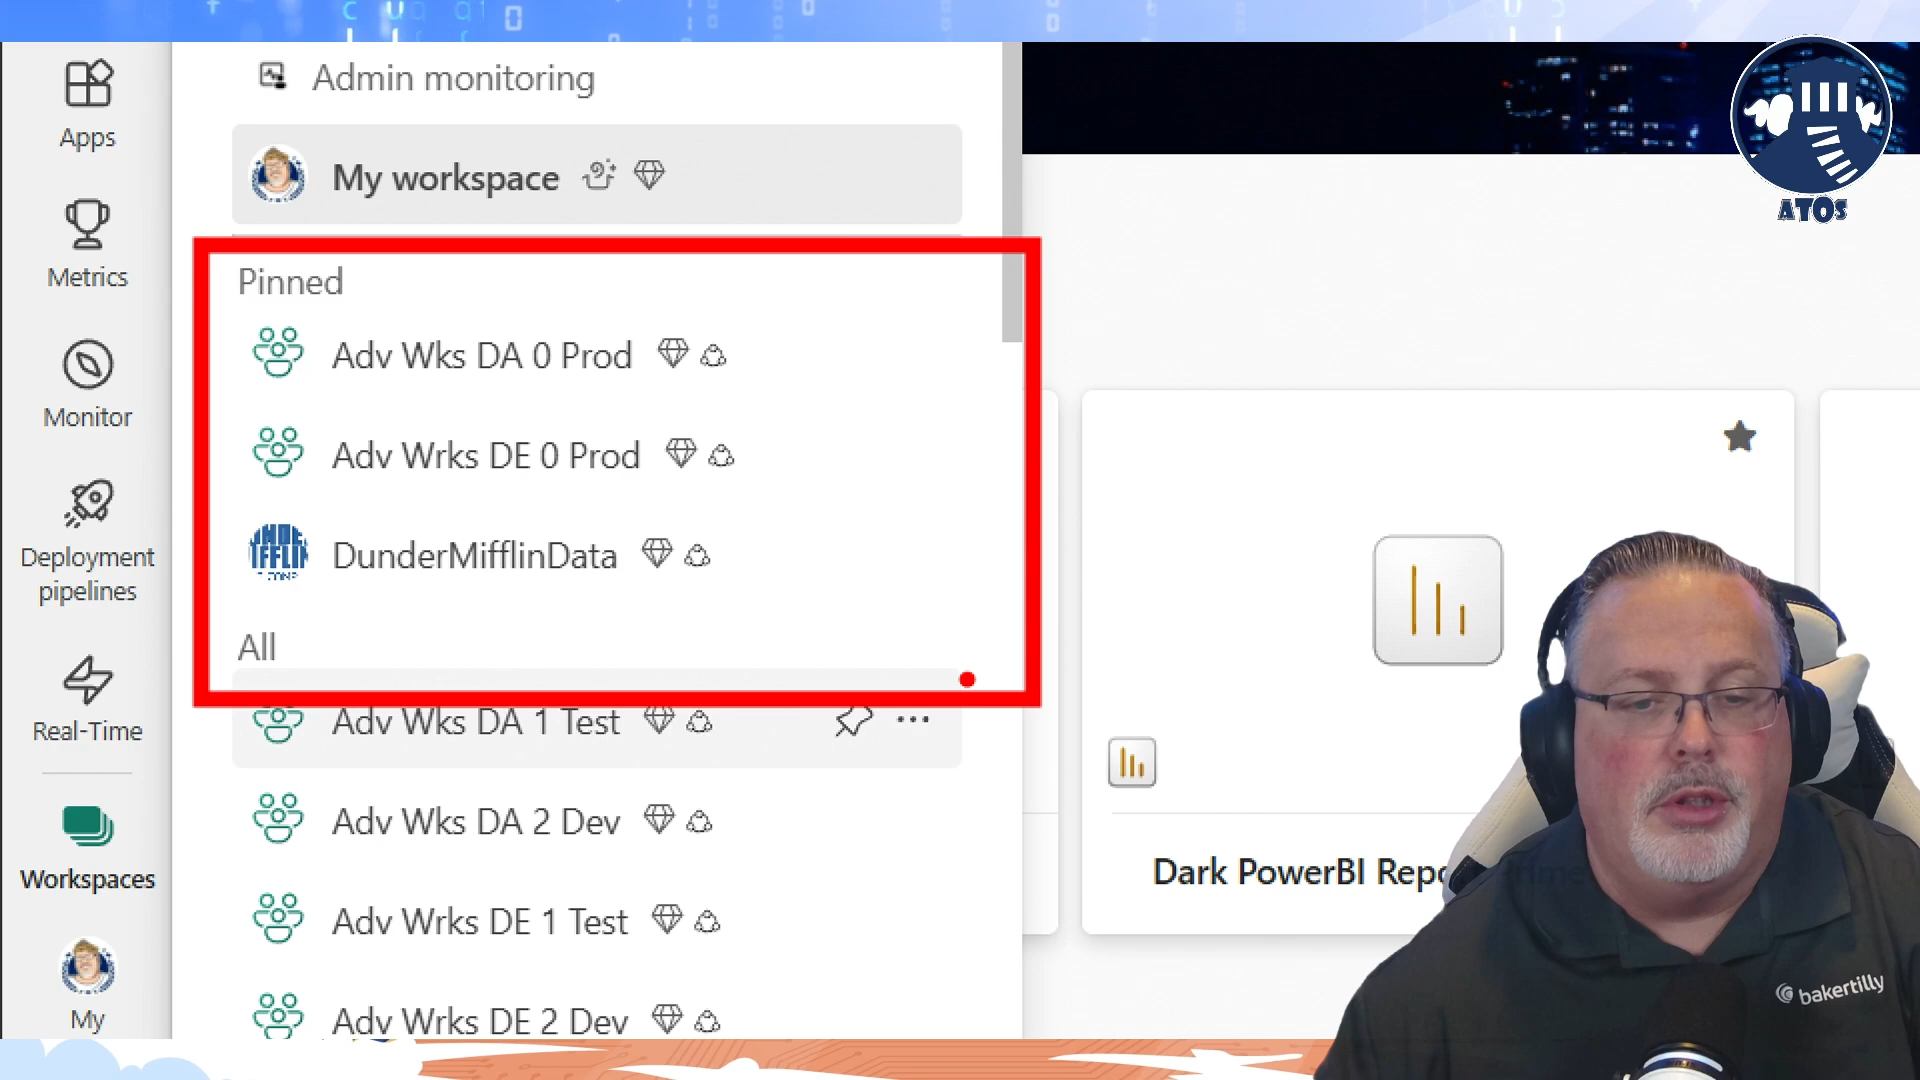 Admin monitoring
Apps
My workspace
ATOs
Metrics
Pinned
Adv Wks DA 0 Prod
Monitor
Adv Wrks DE 0 Prod
DunderMifflinData
Deployment
pipelines
All
Real-Time
Adv Wks DA 1 Test
Adv Wks DA 2 Dev
Workspaces
Dark PowerBI Repo
Adv Wrks DE 1 Test
bakertilly
My
Adv Wrks DE 2 Dev